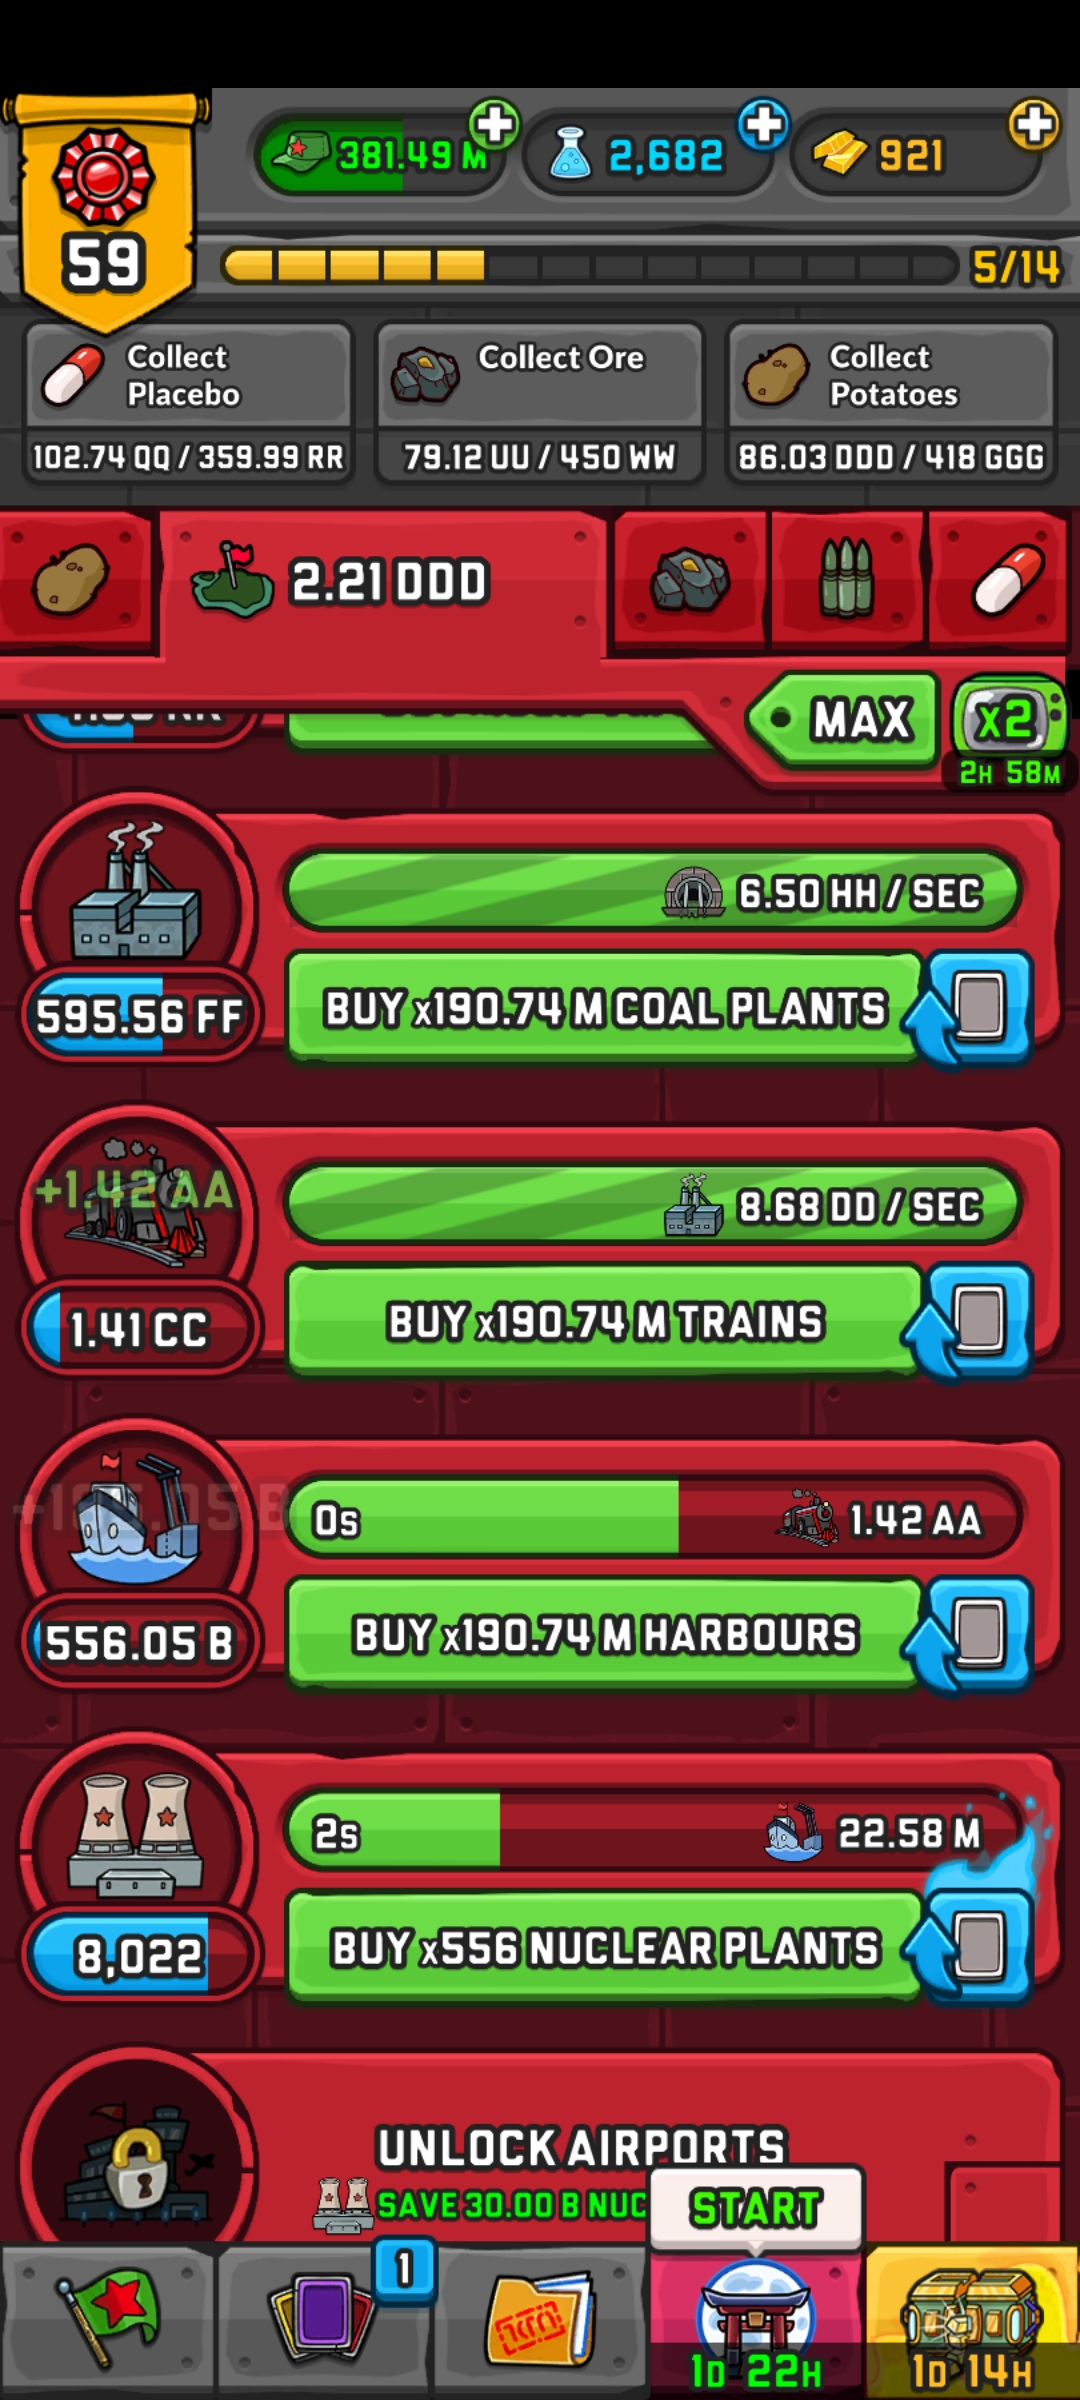 59
381.49 M
2,682
921
5/14
Collect
Placebo
102.74 QQ / 359.99 RR
Collect Ore
79.12 UU / 450 WW
Collect
Potatoes
86.03 DDD / 418 GGG
2.21 DDD
MAX
x2
2H 58M
6.50 HH / SEC
595.56 FF
BUY x190.74 M COAL PLANTS
+1.42 AA
8.68 DD / SEC
1.41 CC
BUY x190.74 M TRAINS
0s
1.42 AA
556.05 B
BUY x190.74 M HARBOURS
2s
22.58 M
8,022
BUY x556 NUCLEAR PLANTS
UNLOCK AIRPORTS
SAVE 30.00 B NUC
START
1
1D 22H
1D 14H